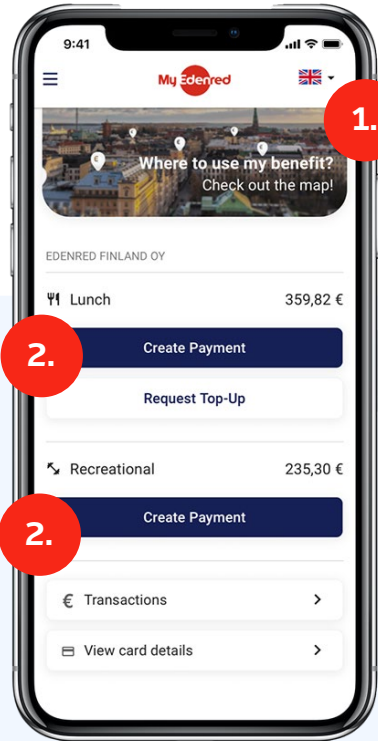 9:41
My Edenred
1.
Where to use my benefit?
Check out the map!
EDENRED FINLAND OY
Lunch 359,82 €
2.
Create Payment
Request Top-Up
Recreational 235,30 €
2.
Create Payment
€ Transactions
View card details